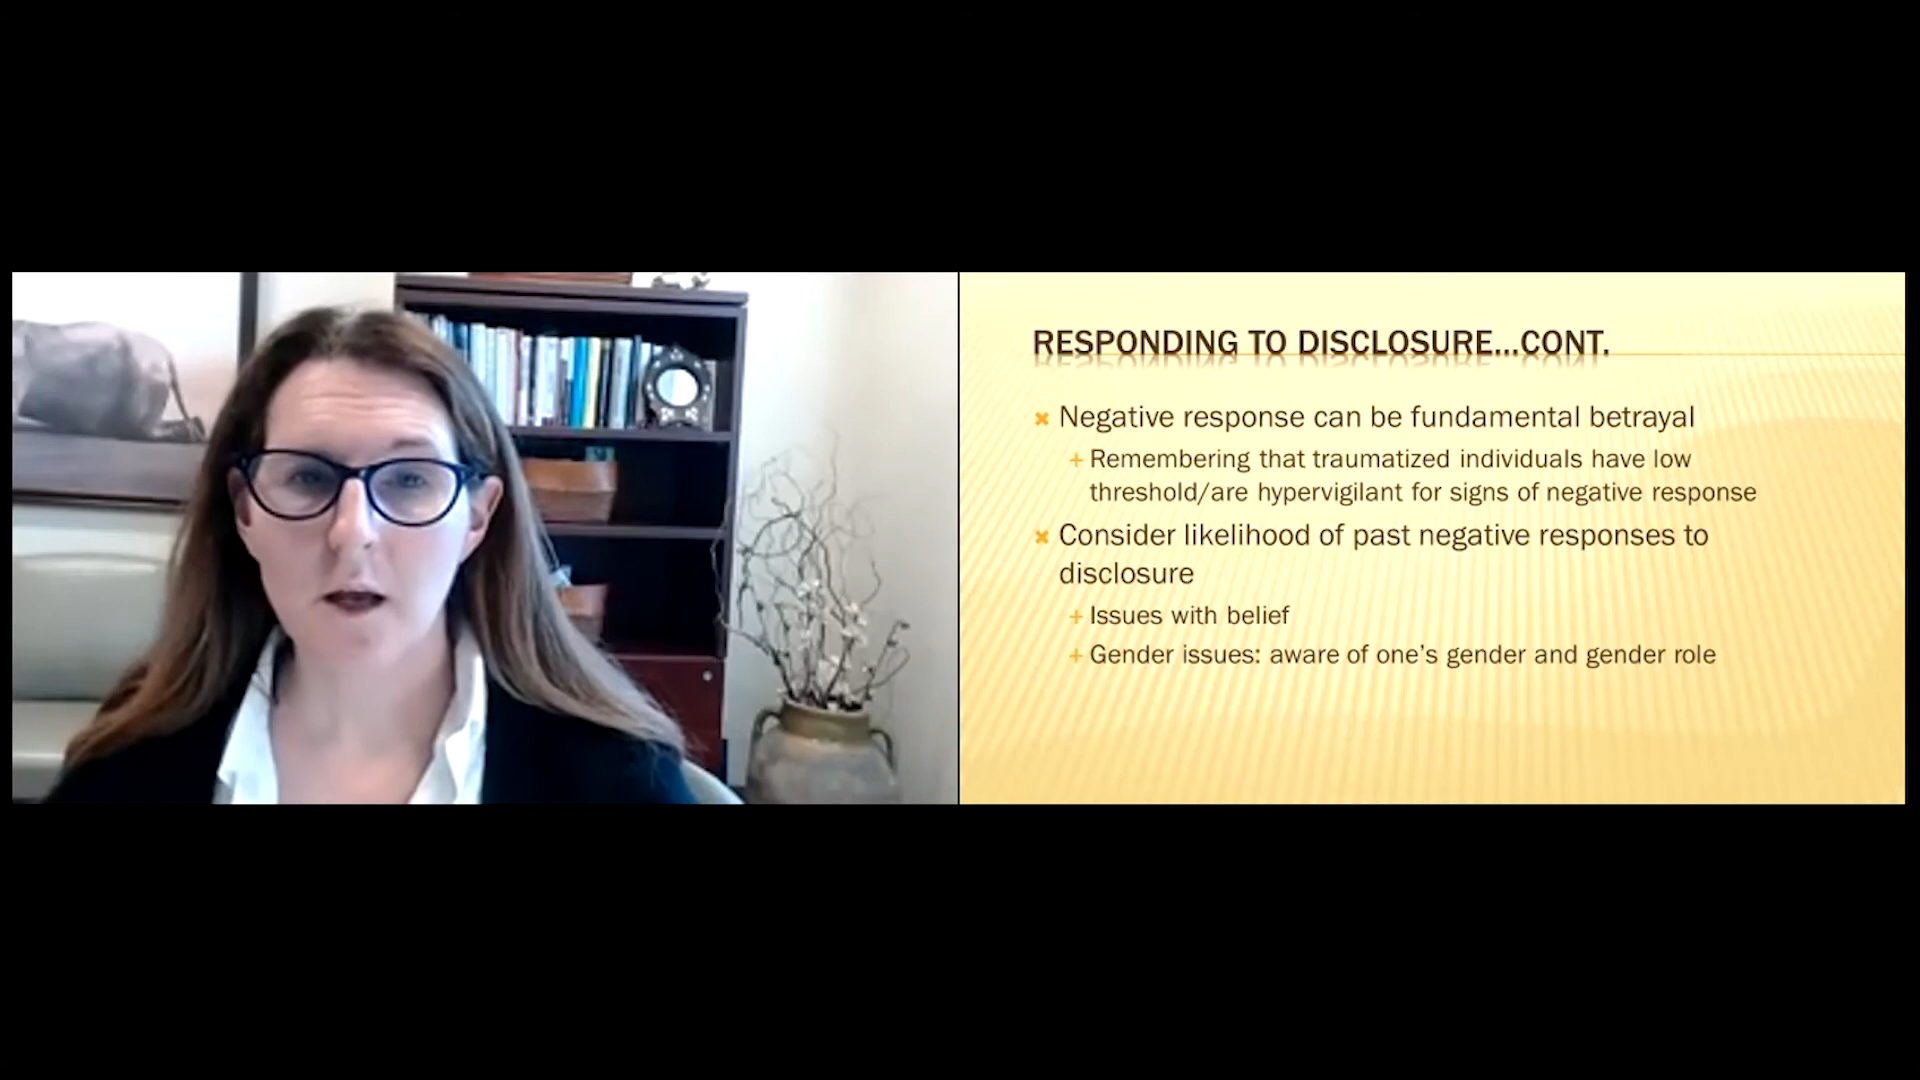 RESPONDING TO DISCLOSURE...CONT.
Negative response can be fundamental betrayal
Remembering that traumatized individuals have low
threshold/are hypervigilant for signs of negative response
Consider likelihood of past negative responses to
disclosure
Issues with belief
Gender issues: aware of one's gender and gender role